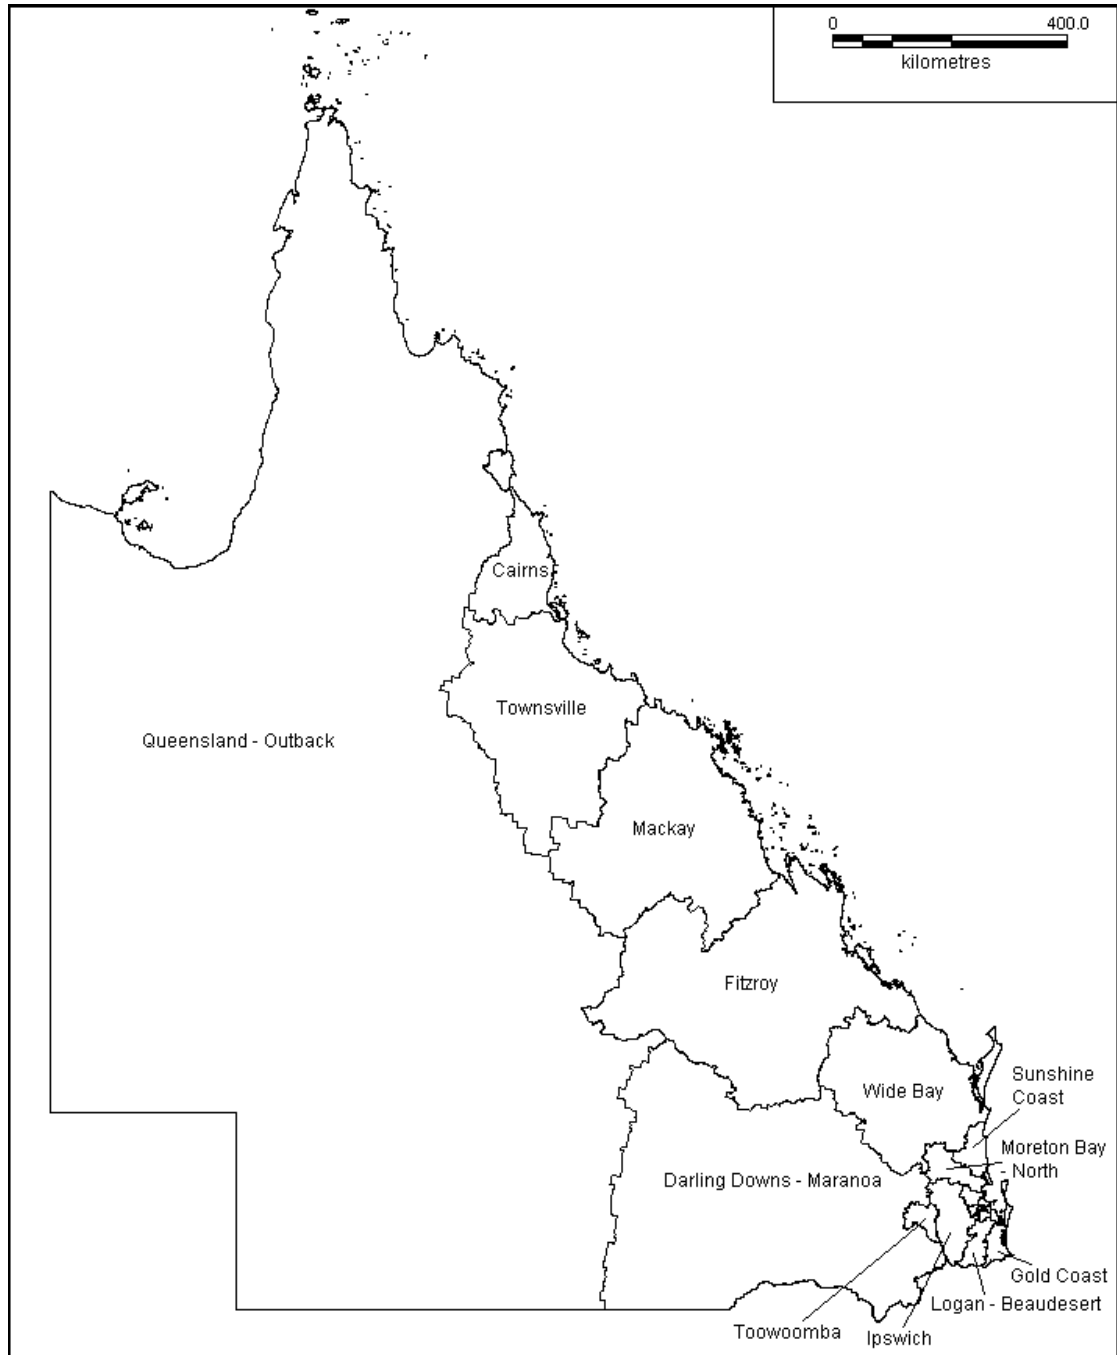 0 400.0
kilometres
Cairns
Townsville
Queensland - Outback
Mackay
Fitzroy
Wide Bay
Sunshine
Coast
Moreton Bay
- North
Darling Downs - Maranoa
Gold Coast
Logan - Beaudesert
Toowoomba
Ipswich